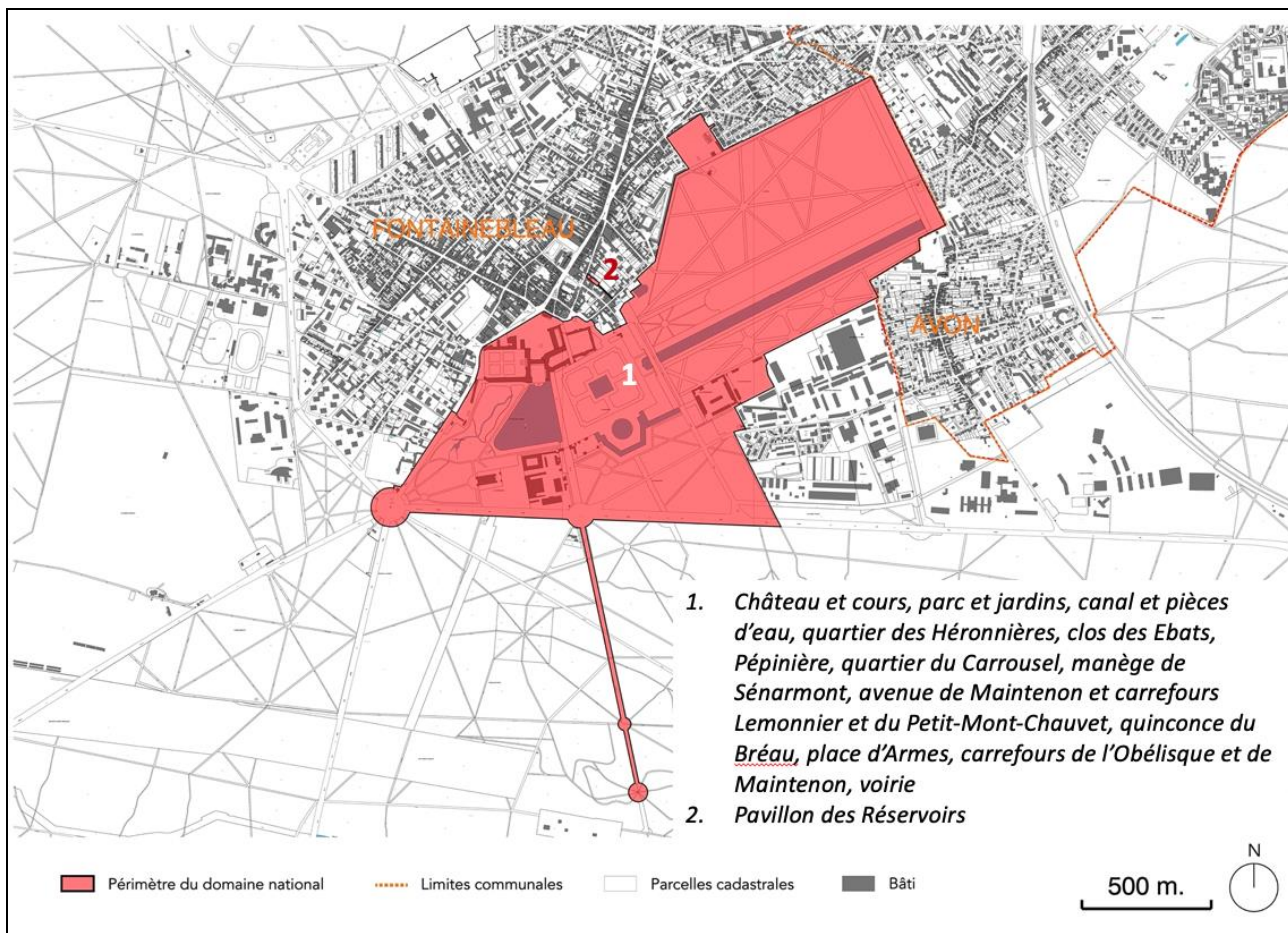 FONTAINEBLEAU
2
1
AVON
1. Château et cours, parc et jardins, canal et pièces
d’eau, quartier des Héronnières, clos des Ebats,
Pépinière, quartier du Carrousel, manège de
Sénarmont, avenue de Maintenon et carrefours
Lemonnier et du Petit-Mont-Chauvet, quinconce du
Bréau, place d’Armes, carrefours de l’Obélisque et de
Maintenon, voirie
2. Pavillon des Réservoirs
Périmètre du domaine national
Limites communales
Parcelles cadastrales
Bâti
500 m.
N